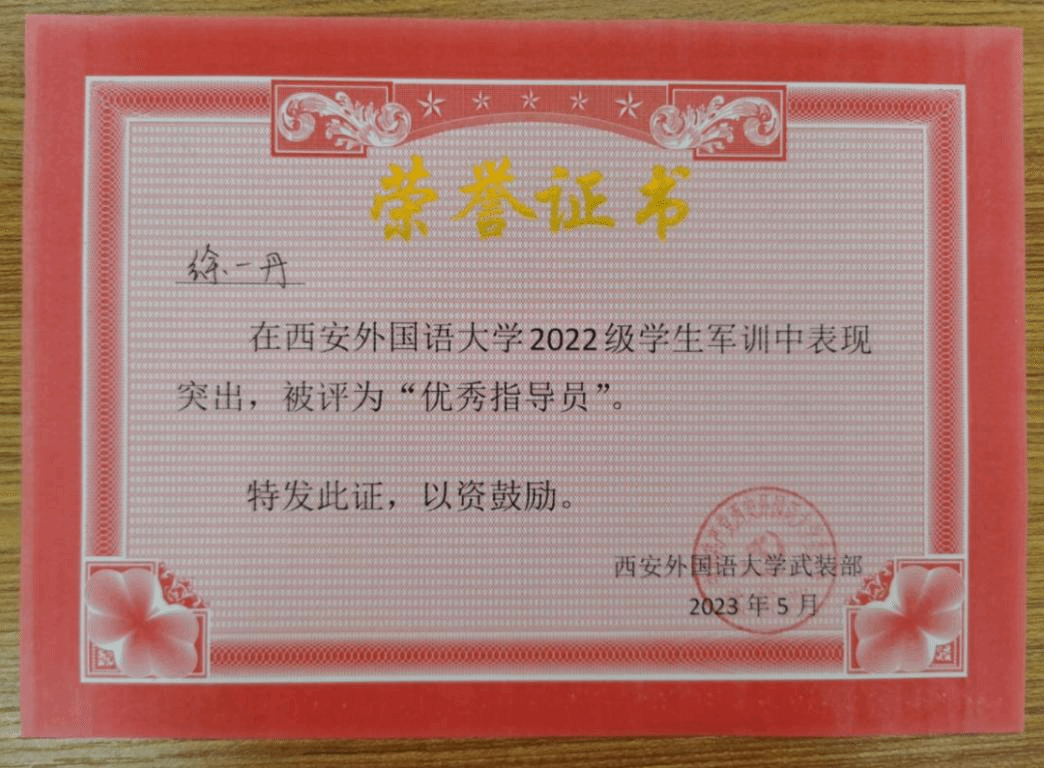 荣誉证书
徐一丹
在西安外国语大学2022级学生军训中表现
突出，被评为“优秀指导员”。
特发此证，以资鼓励。
西安外国语大学武装部
2023年5月